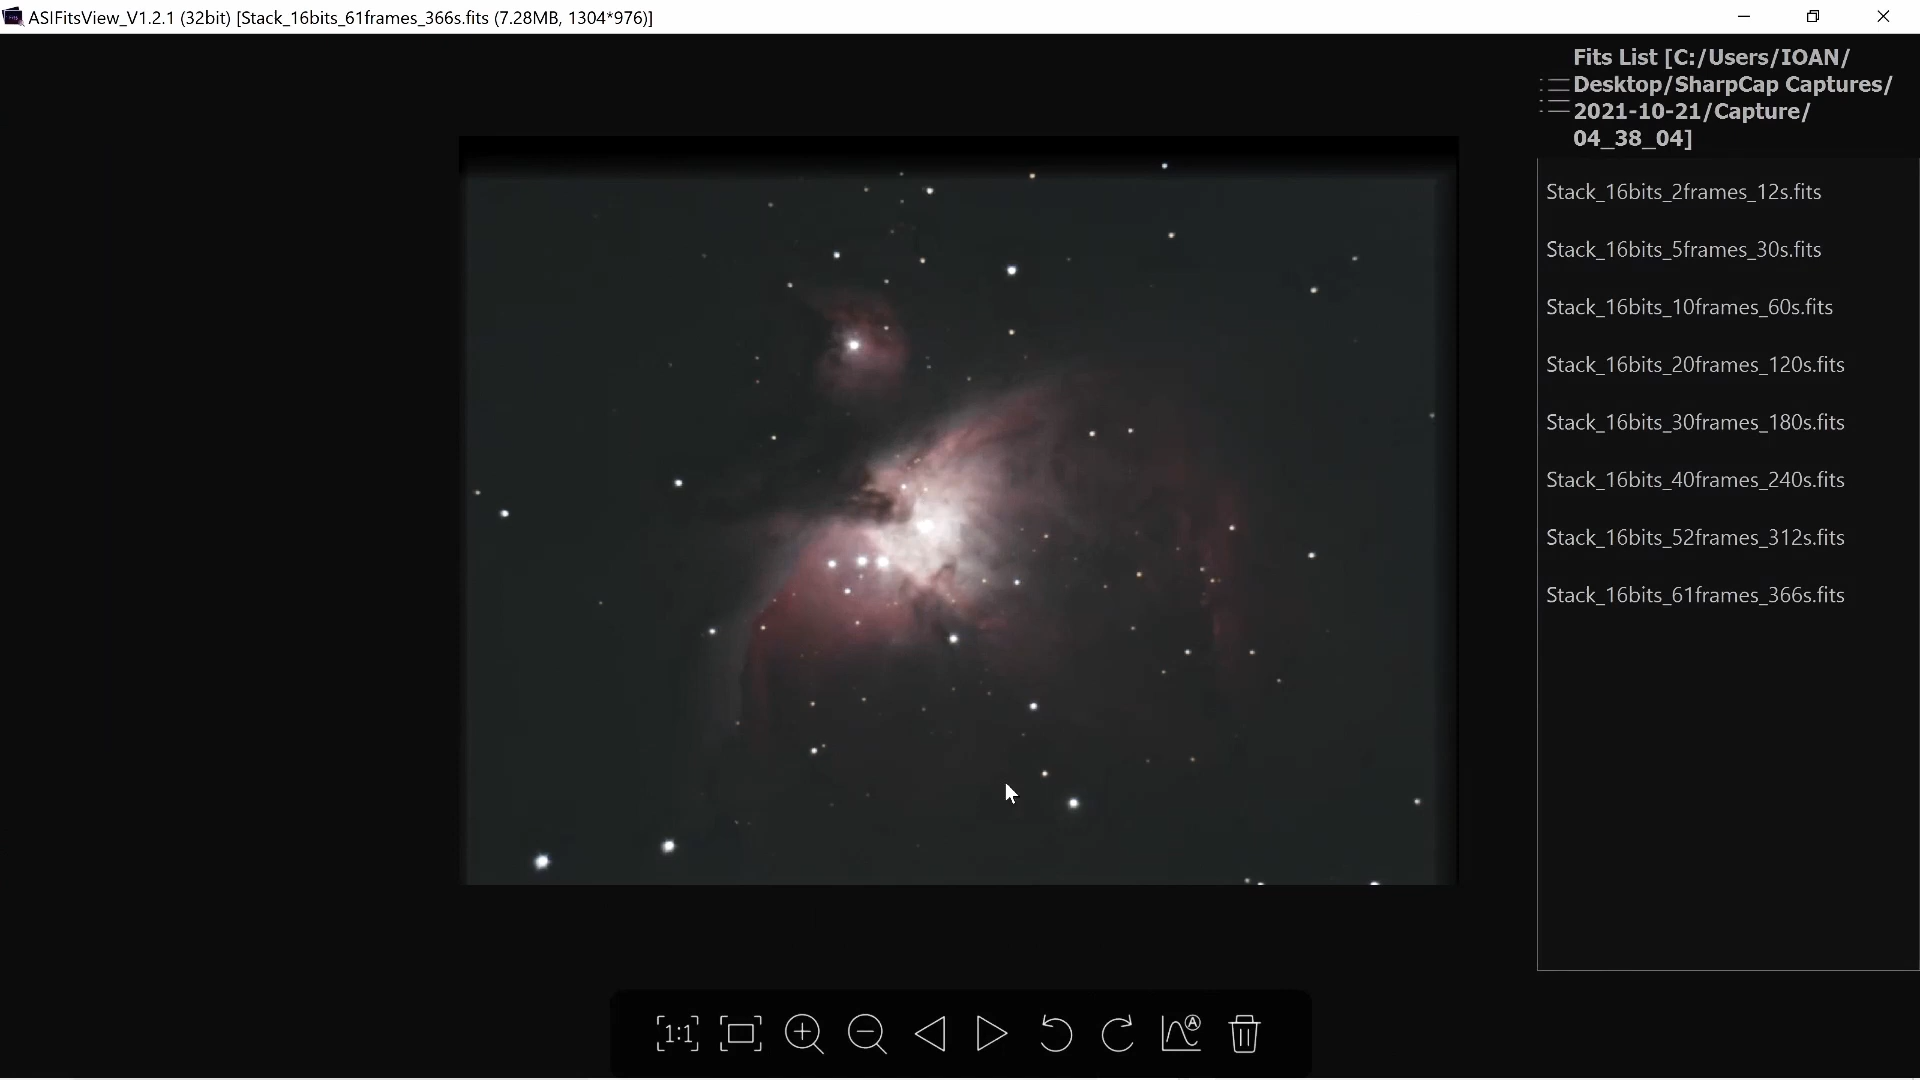 ASIFitsView_V1.2.1 (32bit) [Stack_16bits_61frames_366s.fits (7.28MB, 1304*976)]
Fits List [C:/Users/IOAN/
Desktop/SharpCap Captures/
2021-10-21/Capture/
04_38_04]
Stack_16bits_2frames_12s.fits
Stack_16bits_5frames_30s.fits
Stack_16bits_10frames_60s.fits
Stack_16bits_20frames_120s.fits
Stack_16bits_30frames_180s.fits
Stack_16bits_40frames_240s.fits
Stack_16bits_52frames_312s.fits
Stack_16bits_61frames_366s.fits
1:1
A